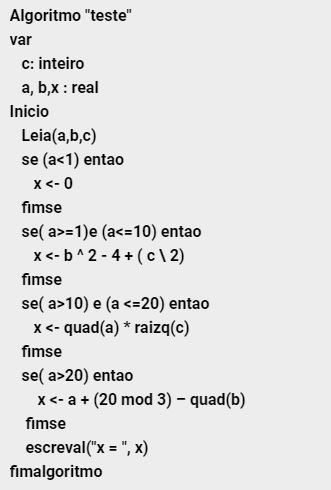 Algoritmo "teste"
var
c: inteiro
a, b,x : real
Inicio
Leia(a,b,c)
se (a<1) entao
x <- 0
fimse
se( a>=1)e (a<=10) entao
x <- b ^ 2 - 4 + ( c \ 2)
fimse
se( a>10) e (a <=20) entao
x <- quad(a) * raizq(c)
fimse
se( a>20) entao
x <- a + (20 mod 3) – quad(b)
fimse
escreval("x = ", x)
fimalgoritmo